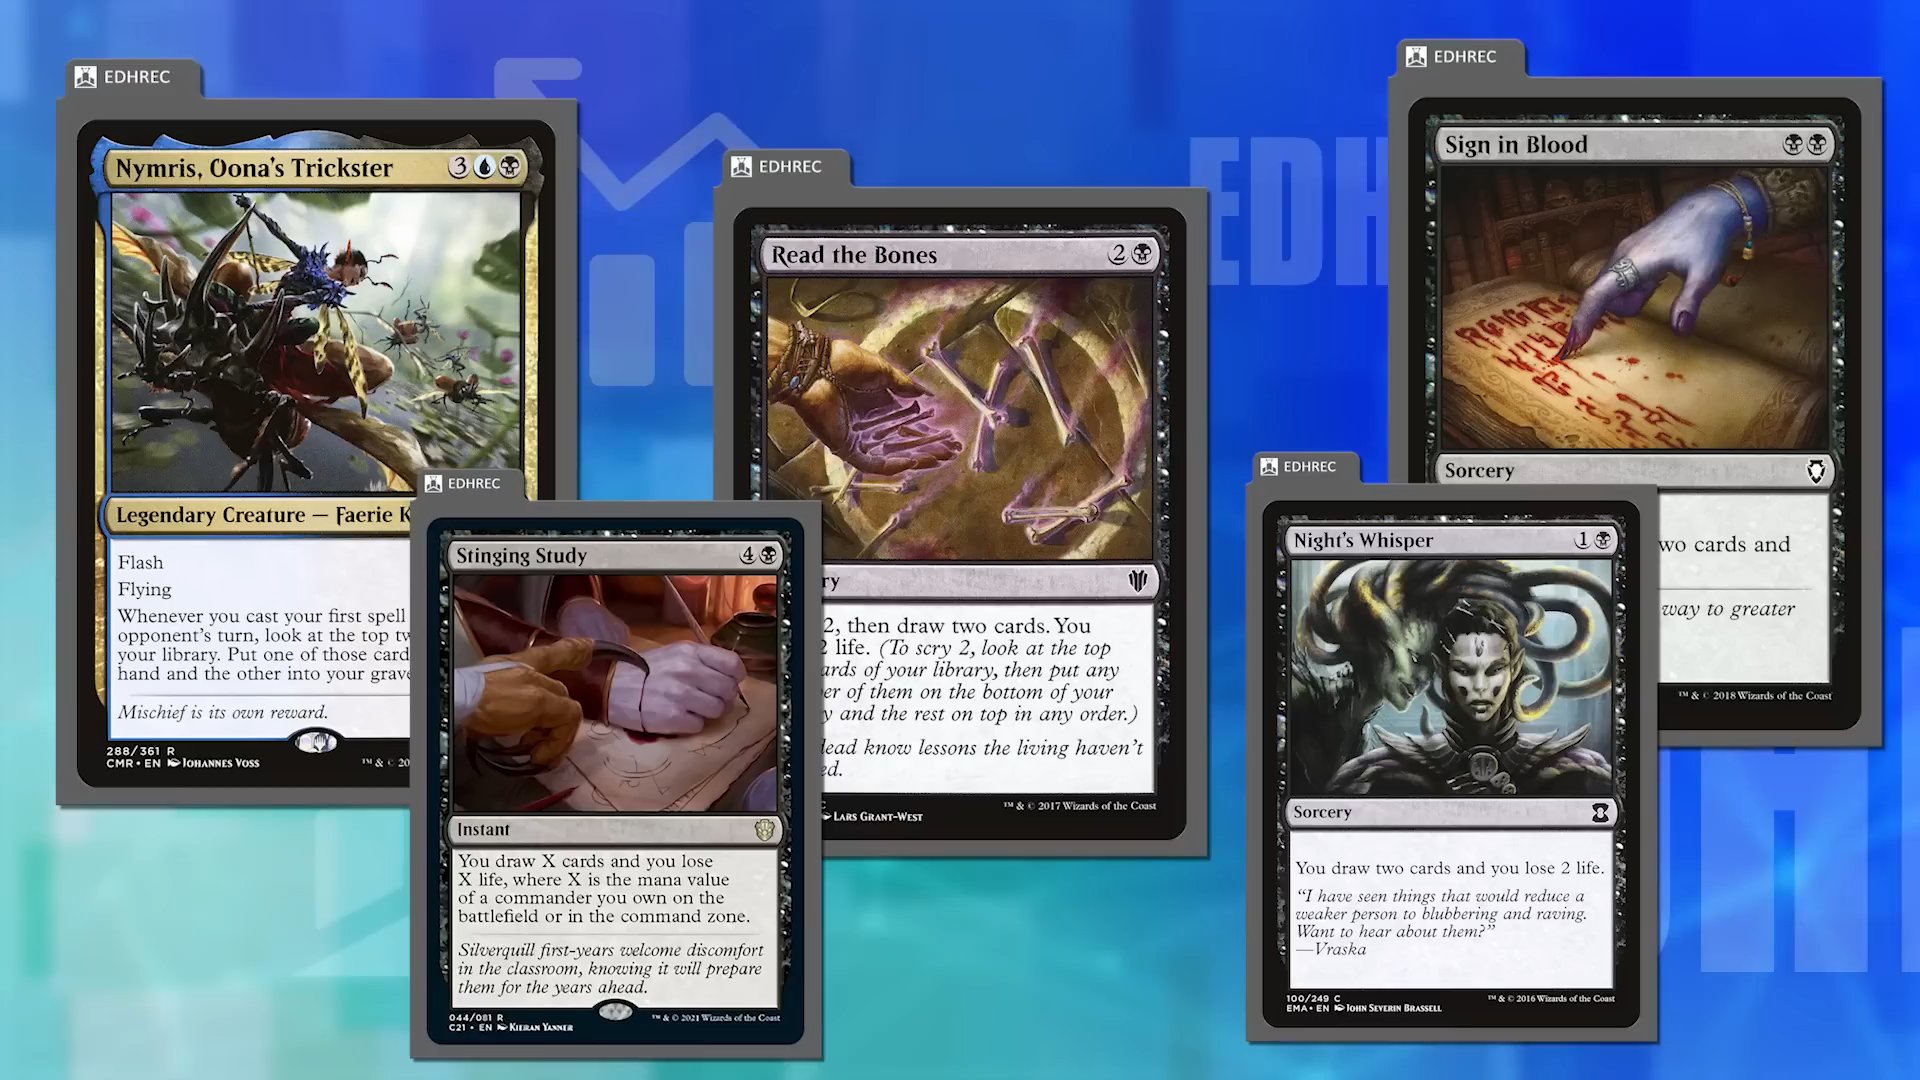 EDHREC
Nymris, Oona's Trickster 3
Legendary Creature — Faerie K
Flash
Flying
Whenever you cast your first spell
opponent's turn, look at the top tw
your library. Put one of those card
hand and the other into your grave
Mischief is its own reward.
288/361 R
CMR • EN Johannes Voss
™ & © 20
EDHREC
Stinging Study 4
Instant
You draw X cards and you lose
X life, where X is the mana value
of a commander you own on the
battlefield or in the command zone.
Silverquill first-years welcome discomfort
in the classroom, knowing it will prepare
them for the years ahead.
044/081 R
C21 • EN Kieran Yanner
™ & © 2021 Wizards of the Coast
EDHREC
Read the Bones 2
ry
2, then draw two cards. You
2 life. (To scry 2, look at the top
ards of your library, then put any
er of them on the bottom of your
y and the rest on top in any order.)
lead know lessons the living haven't
ed.
Lars Grant-West
™ & © 2017 Wizards of the Coast
EDH
EDHREC
Sign in Blood
Sorcery
wo cards and
way to greater
™ & © 2018 Wizards of the Coast
EDHREC
Night's Whisper 1
Sorcery
You draw two cards and you lose 2 life.
"I have seen things that would reduce a
weaker person to blubbering and raving.
Want to hear about them?"
—Vraska
100/249 C
EMA • EN John Severin Brassell
™ & © 2016 Wizards of the Coast